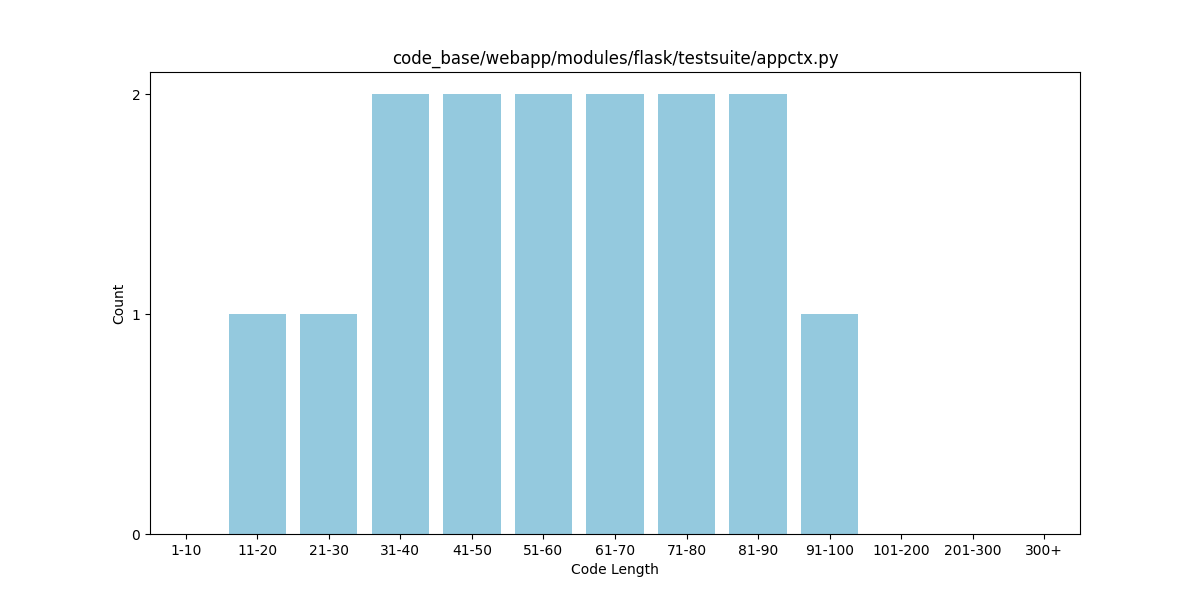 code_base/webapp/modules/flask/testsuite/appctx.py
2
1
0
Count
1-10 11-20 21-30 31-40 41-50 51-60 61-70 71-80 81-90 91-100 101-200 201-300 300+
Code Length